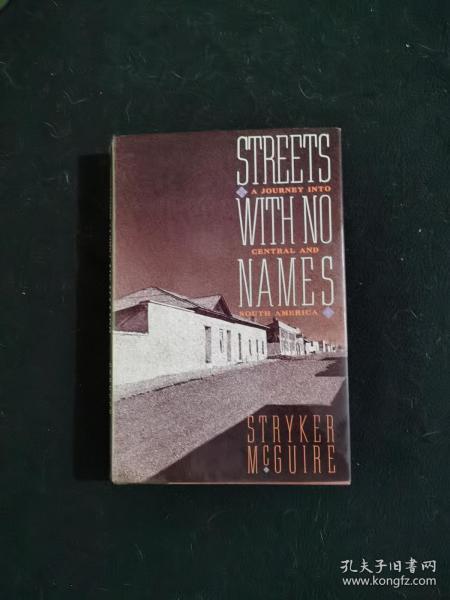 STREETS
A JOURNEY INTO
WITH NO
CENTRAL AND
NAMES
SOUTH AMERICA
STRYKER
McGUIRE
孔夫子旧书网
www.kongfz.com